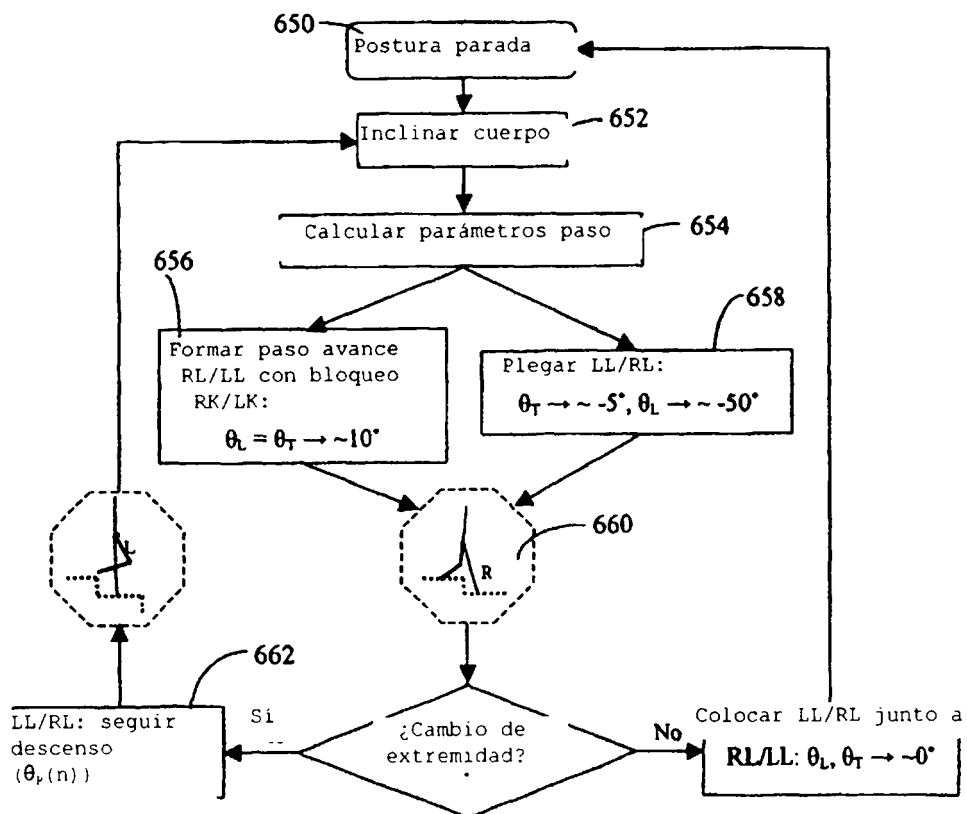 650
Postura parada
Inclinar cuerpo
652
Calcular parámetros paso
654
656
Formar paso avance
RL/LL con bloqueo
RK/LK:
θL = θT → ~10°
658
Plegar LL/RL:
θT → ~ -5°, θL → ~ -50°
L
R
660
662
LL/RL: seguir
descenso
Sí
¿Cambio de
extremidad?
No
Colocar LL/RL junto a
RL/LL: θL, θT → ~0°